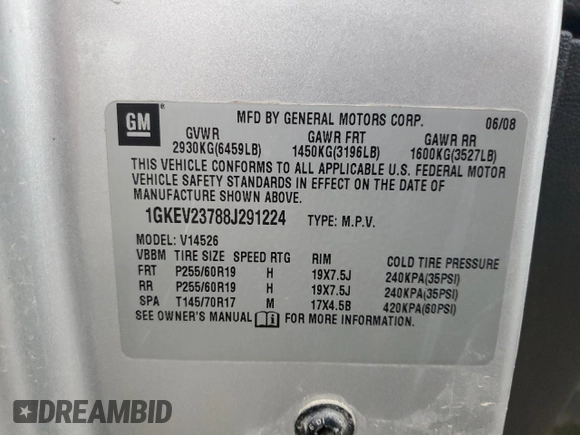 GM
MFD BY GENERAL MOTORS CORP. 06/08
GVWR GAWR FRT GAWR RR
2930KG(6459LB) 1450KG(3196LB) 1600KG(3527LB)
THIS VEHICLE CONFORMS TO ALL APPLICABLE U.S. FEDERAL MOTOR
VEHICLE SAFETY STANDARDS IN EFFECT ON THE DATE OF
MANUFACTURE SHOWN ABOVE.
1GKEV23788J291224 TYPE: M.P.V.
MODEL: V14526
VBBM TIRE SIZE SPEED RTG RIM COLD TIRE PRESSURE
FRT P255/60R19 H 19X7.5J 240KPA(35PSI)
RR P255/60R19 H 19X7.5J 240KPA(35PSI)
SPA T145/70R17 M 17X4.5B 420KPA(60PSI)
SEE OWNER'S MANUAL FOR MORE INFORMATION.
DREAMBID